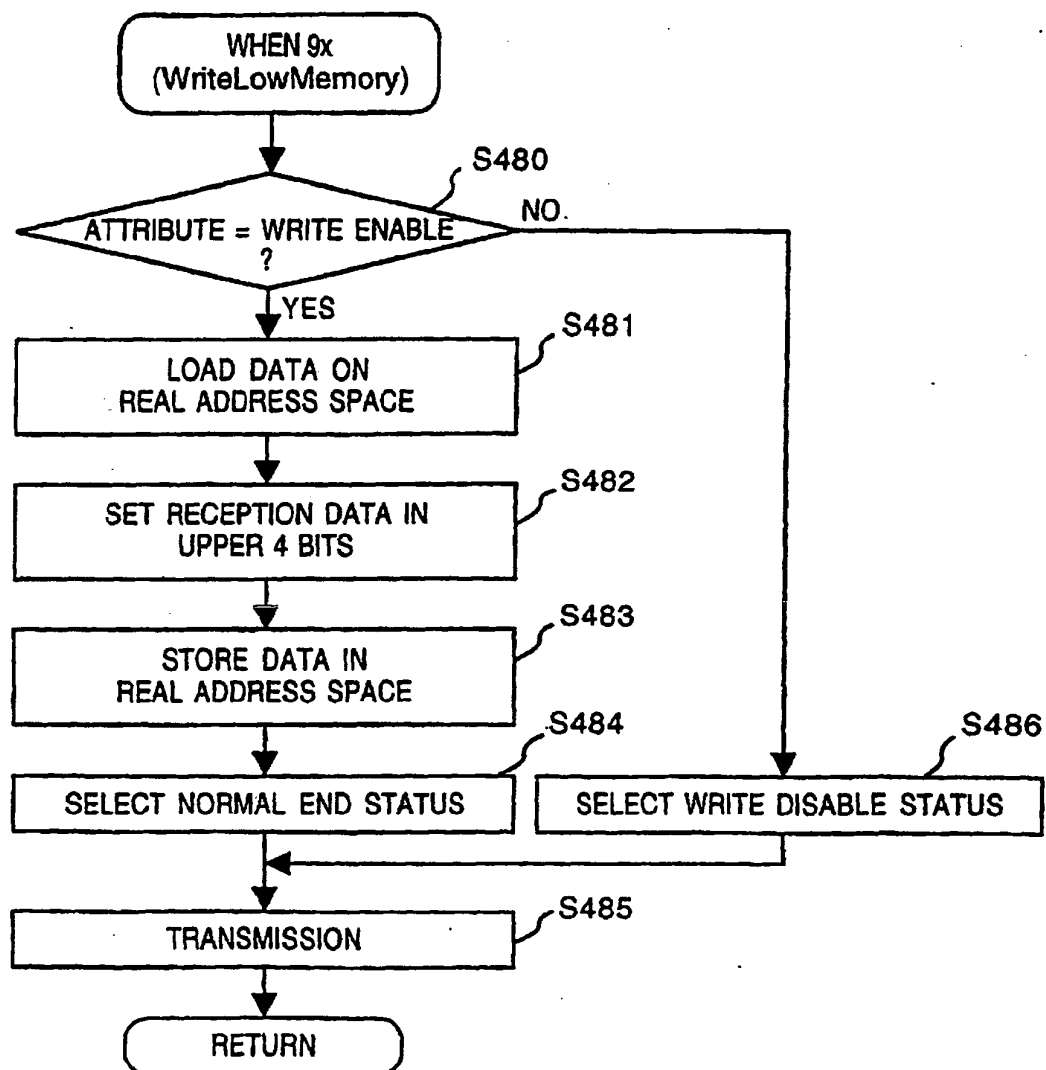 WHEN 9x
(WriteLowMemory)
S480
ATTRIBUTE = WRITE ENABLE
?
NO.
YES
S481
LOAD DATA ON
REAL ADDRESS SPACE
S482
SET RECEPTION DATA IN
UPPER 4 BITS
S483
STORE DATA IN
REAL ADDRESS SPACE
S484
SELECT NORMAL END STATUS
S486
SELECT WRITE DISABLE STATUS
S485
TRANSMISSION
RETURN